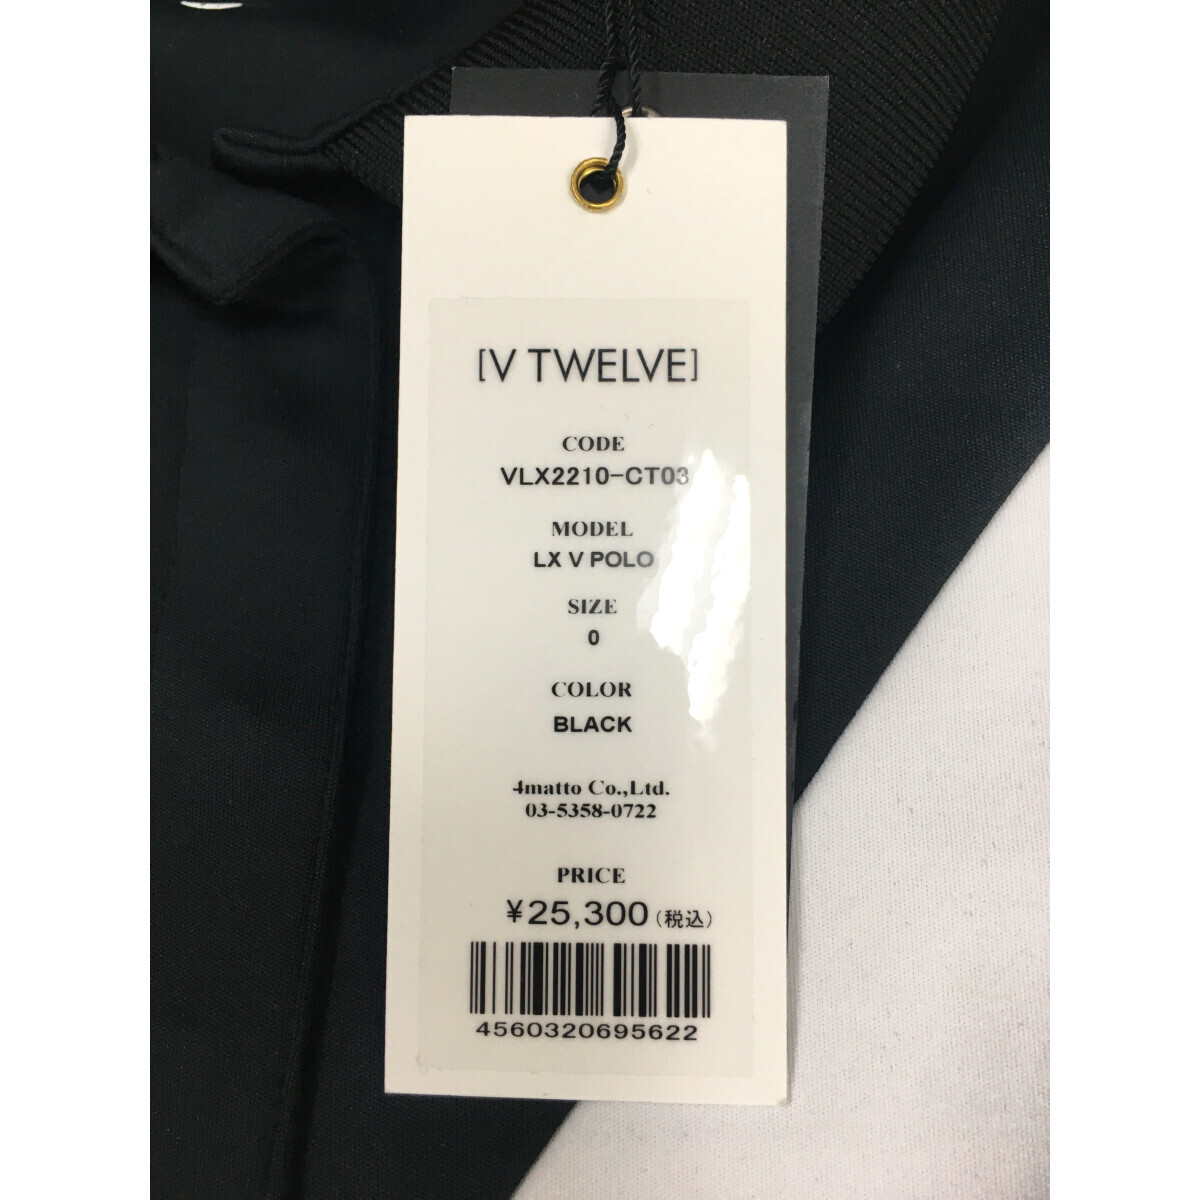 [V TWELVE]
CODE
VLX2210-CT03
MODEL
LX V POLO
SIZE
0
COLOR
BLACK
4matto Co.,Ltd.
03-5358-0722
PRICE
¥25,300(税込)
4560320695622